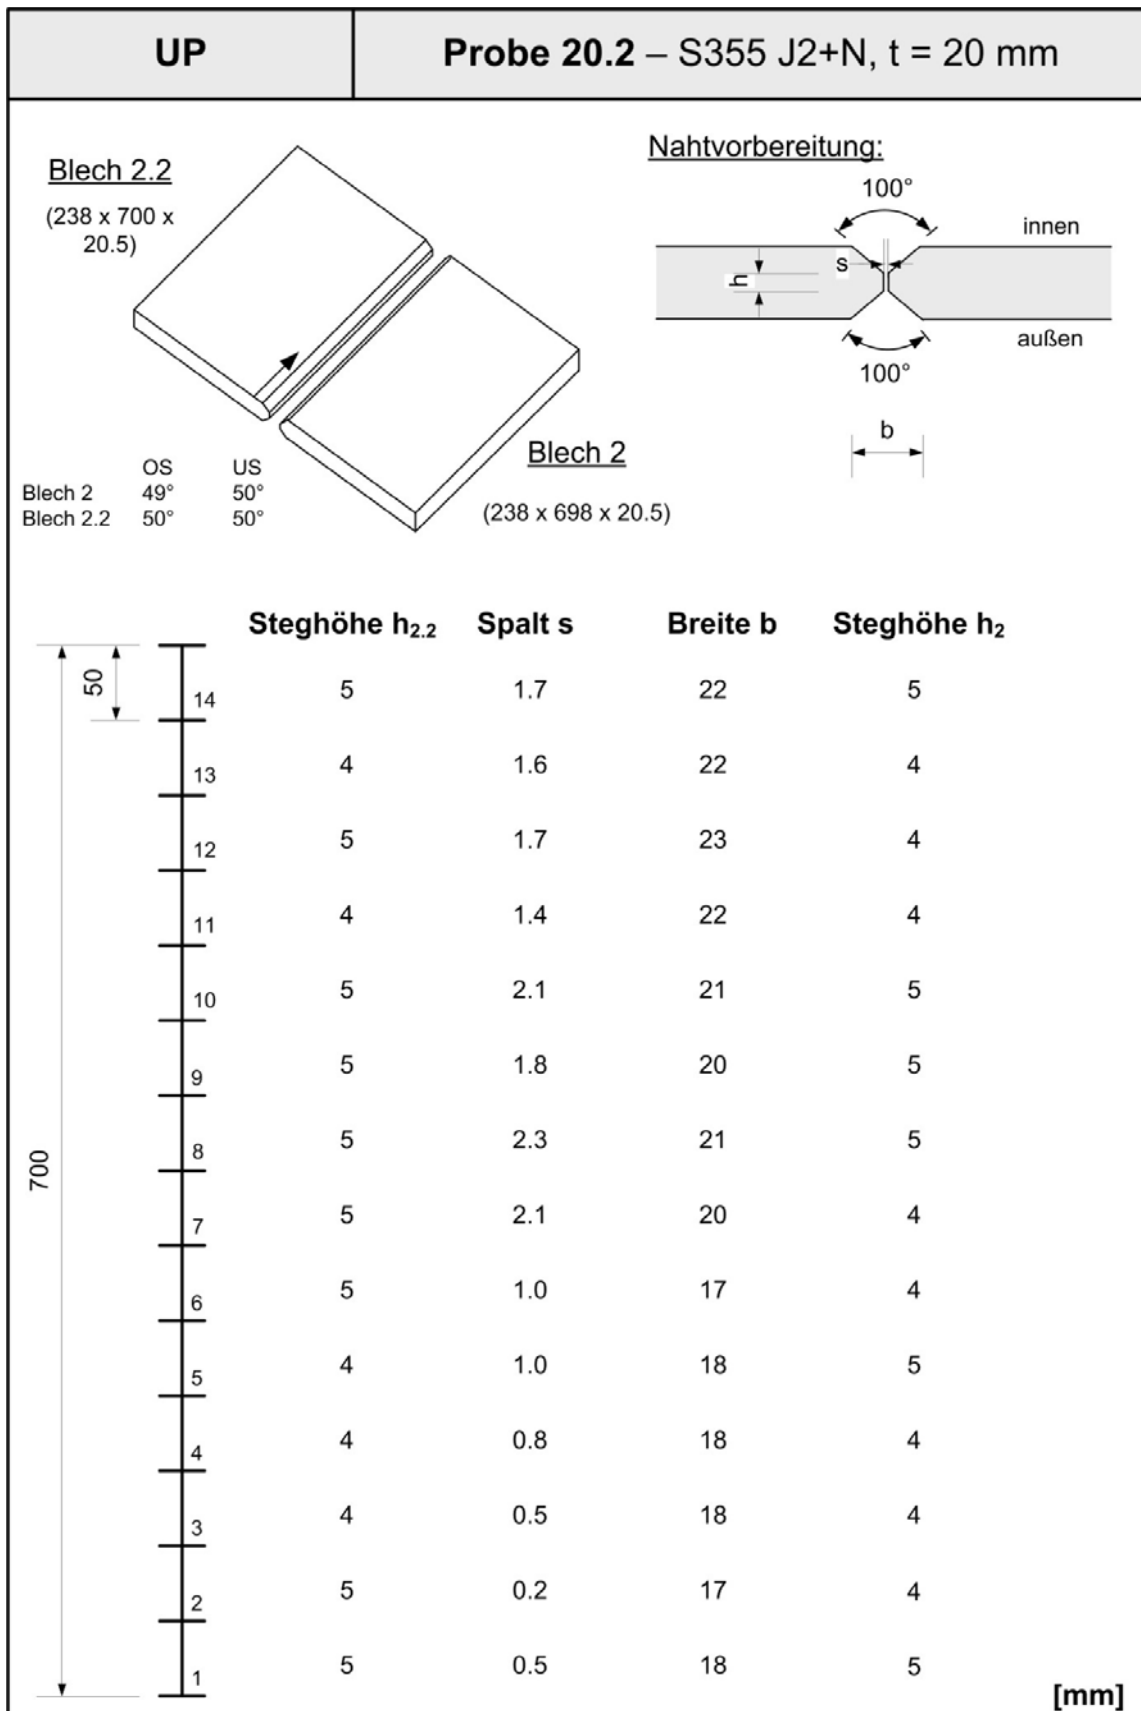 UP
Probe 20.2 – S355 J2+N, t = 20 mm
Blech 2.2
(238 x 700 x
20.5)
Nahtvorbereitung:
100°
innen
s
h
außen
100°
b
Blech 2
(238 x 698 x 20.5)
OS US
Blech 2 49° 50°
Blech 2.2 50° 50°
Steghöhe h2.2 Spalt s Breite b Steghöhe h2
700
50
14 5 1.7 22 5
13 4 1.6 22 4
12 5 1.7 23 4
11 4 1.4 22 4
10 5 2.1 21 5
9 5 1.8 20 5
8 5 2.3 21 5
7 5 2.1 20 4
6 5 1.0 17 4
5 4 1.0 18 5
4 4 0.8 18 4
3 4 0.5 18 4
2 5 0.2 17 4
1 5 0.5 18 5
[mm]